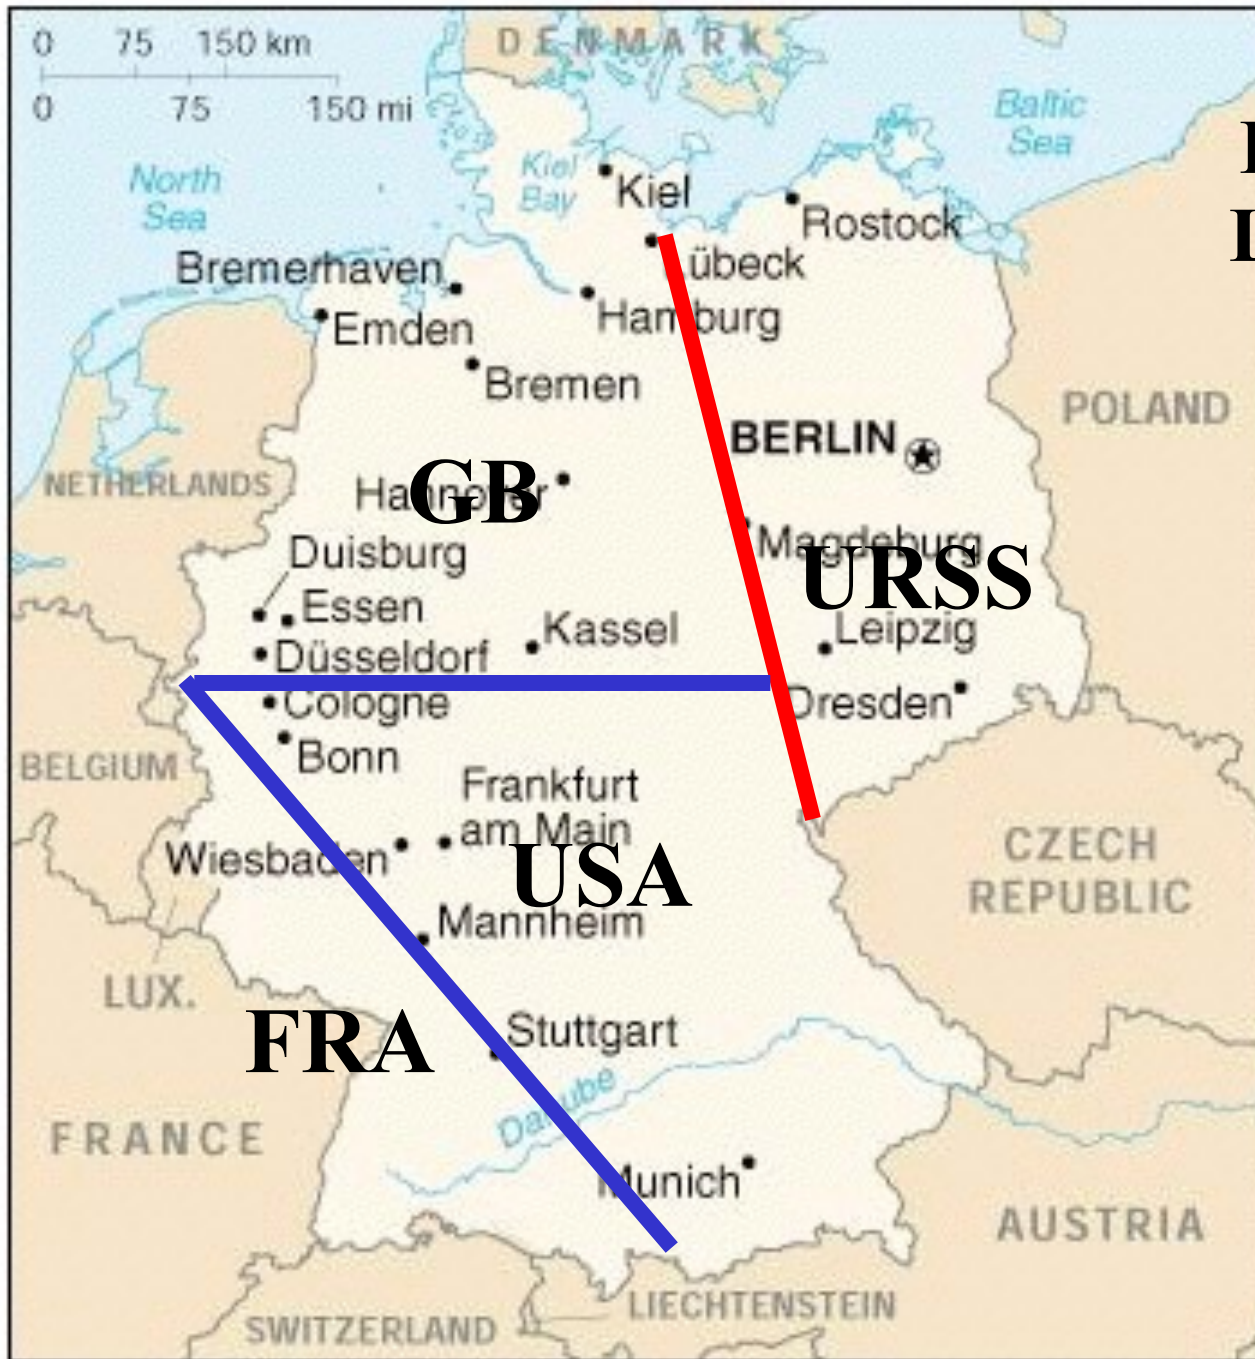 0 75 150 km
0 75 150 mi
DENMARK
Baltic
Sea
North
Sea
Kiel
Bay
Kiel
Rostock
Lübeck
Bremerhaven
Hamburg
Emden
Bremen
POLAND
BERLIN
NETHERLANDS
Hannover
GB
Magdeburg
Duisburg
URSS
Essen
Kassel
Leipzig
Düsseldorf
Cologne
Dresden
BELGIUM
Bonn
Frankfurt
am Main
Wiesbaden
USA
CZECH
REPUBLIC
Mannheim
LUX.
FRA
Stuttgart
Danube
FRANCE
Munich
AUSTRIA
LIECHTENSTEIN
SWITZERLAND